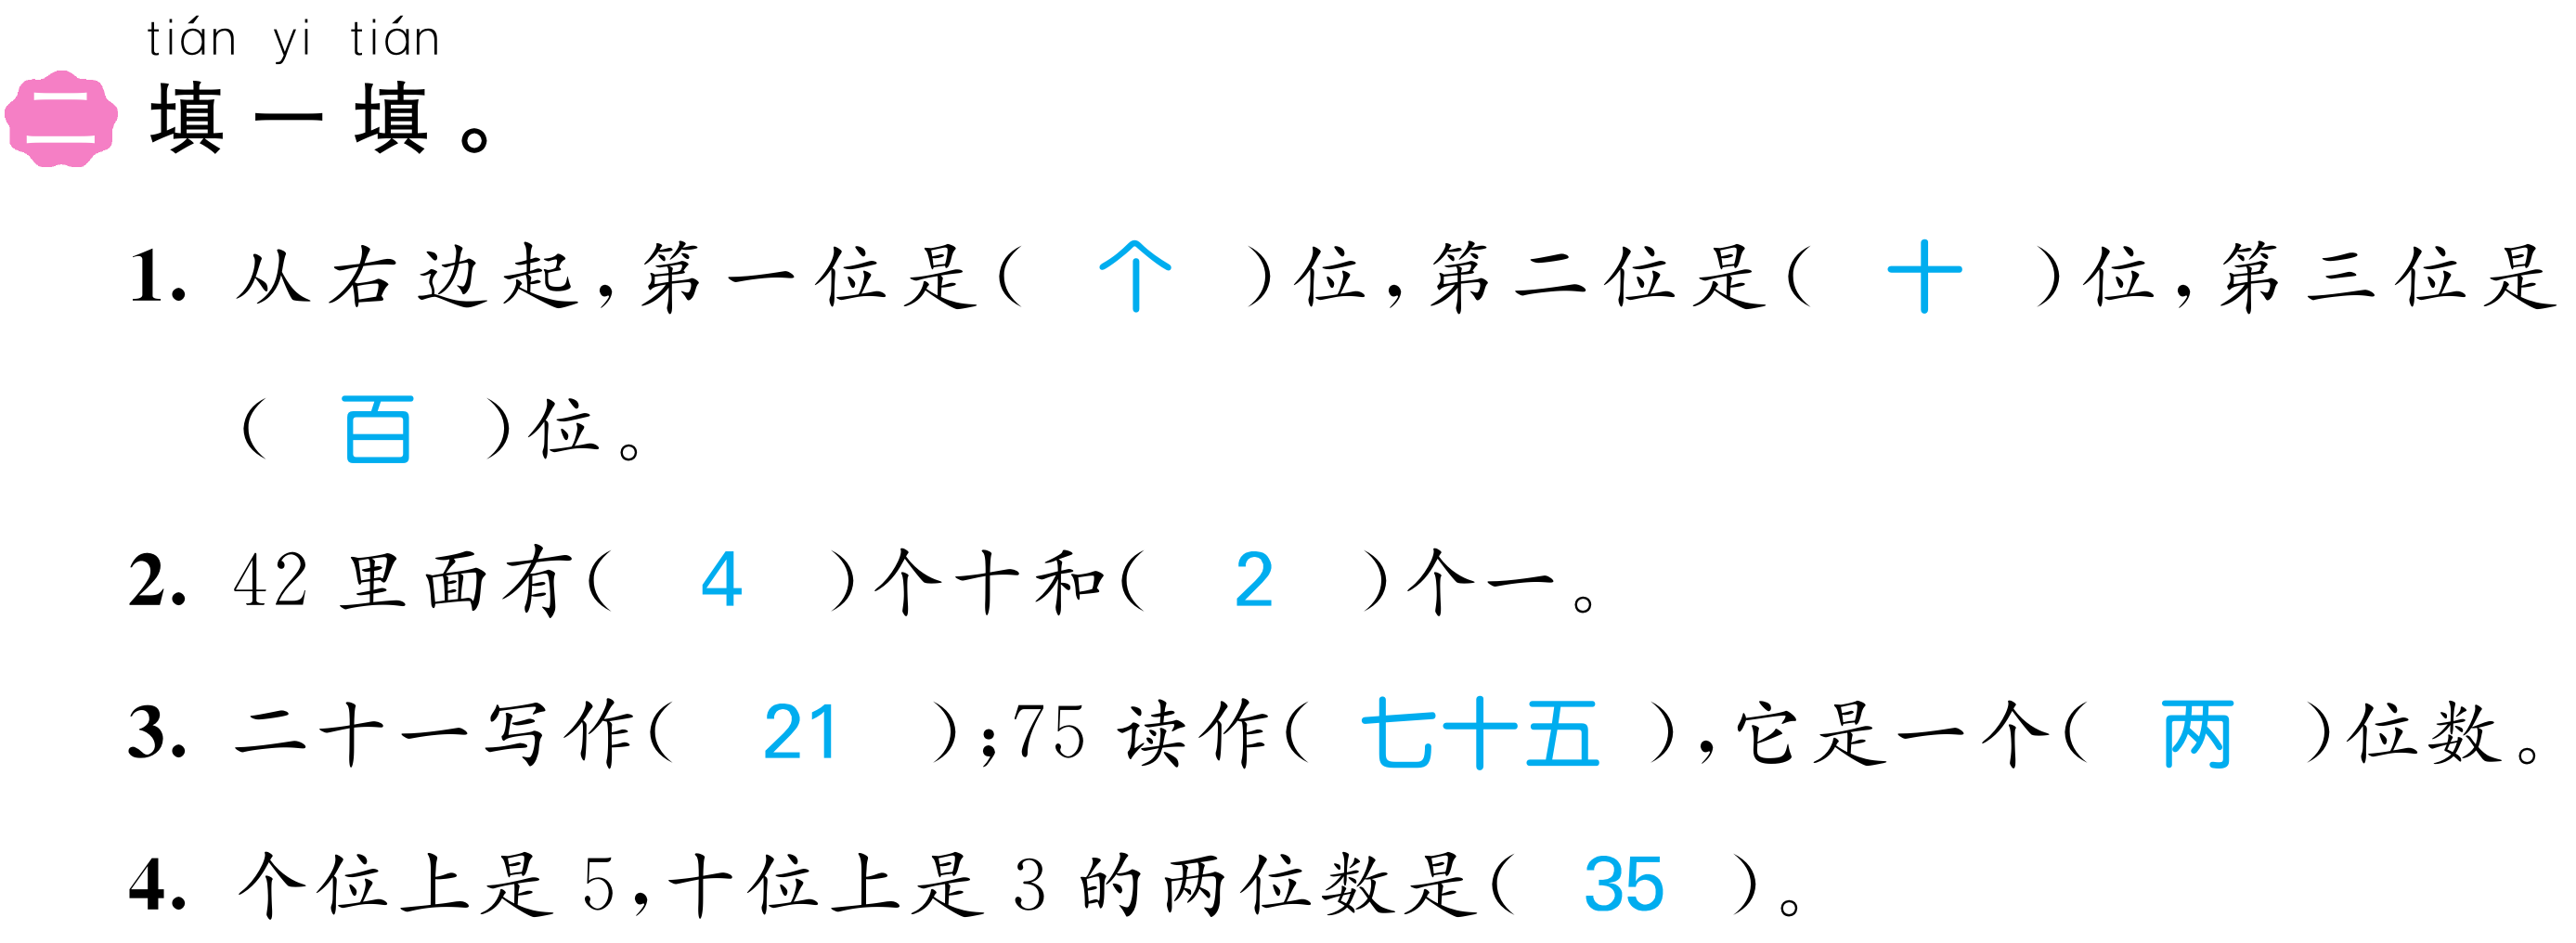 tián yi tián
二 填一填。
1. 从右边起,第一位是( 个 )位,第二位是( 十 )位,第三位是
( 百 )位。
2. 42 里面有( 4 )个十和( 2 )个一。
3. 二十一写作( 21 );75 读作( 七十五 ),它是一个( 两 )位数。
4. 个位上是 5,十位上是 3 的两位数是( 35 )。